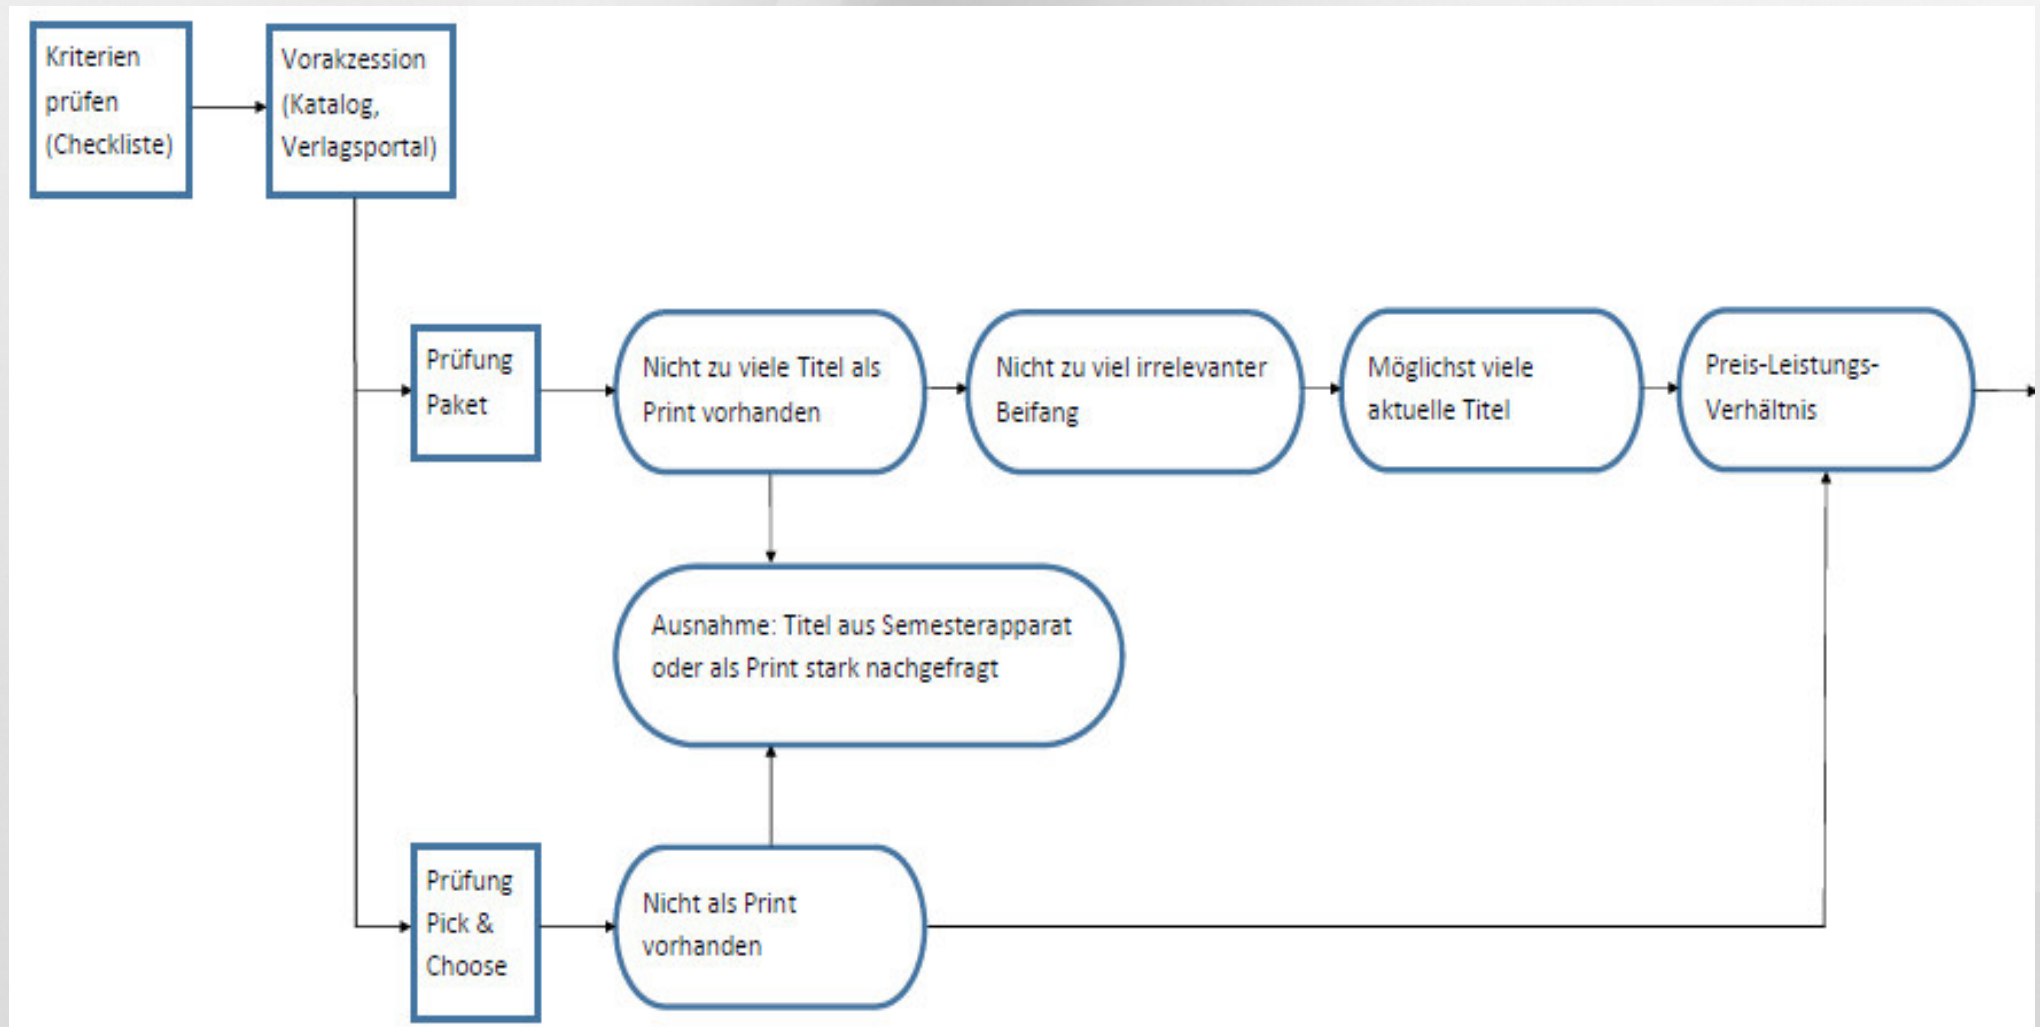 Kriterien
prüfen
(Checkliste)
Vorakzession
(Katalog,
Verlagsportal)
Prüfung
Paket
Nicht zu viele Titel als
Print vorhanden
Nicht zu viel irrelevanter
Beifang
Möglichst viele
aktuelle Titel
Preis-Leistungs-
Verhältnis
Ausnahme: Titel aus Semesterapparat
oder als Print stark nachgefragt
Prüfung
Pick &
Choose
Nicht als Print
vorhanden